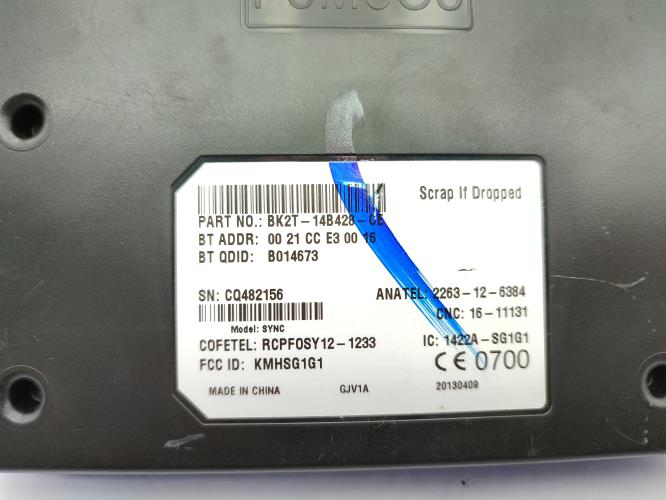 Scrap If Dropped
PART NO.: BK2T-14B428-CE
BT ADDR: 00 21 CC E3 00 16
BT QDID: B014673
SN: CQ482156
ANATEL: 2263-12-6384
CNC: 16-11131
Model: SYNC
COFETEL: RCPFOSY12-1233
IC: 1422A-SG1G1
FCC ID: KMHSG1G1
CE 0700
MADE IN CHINA GJV1A 20130409